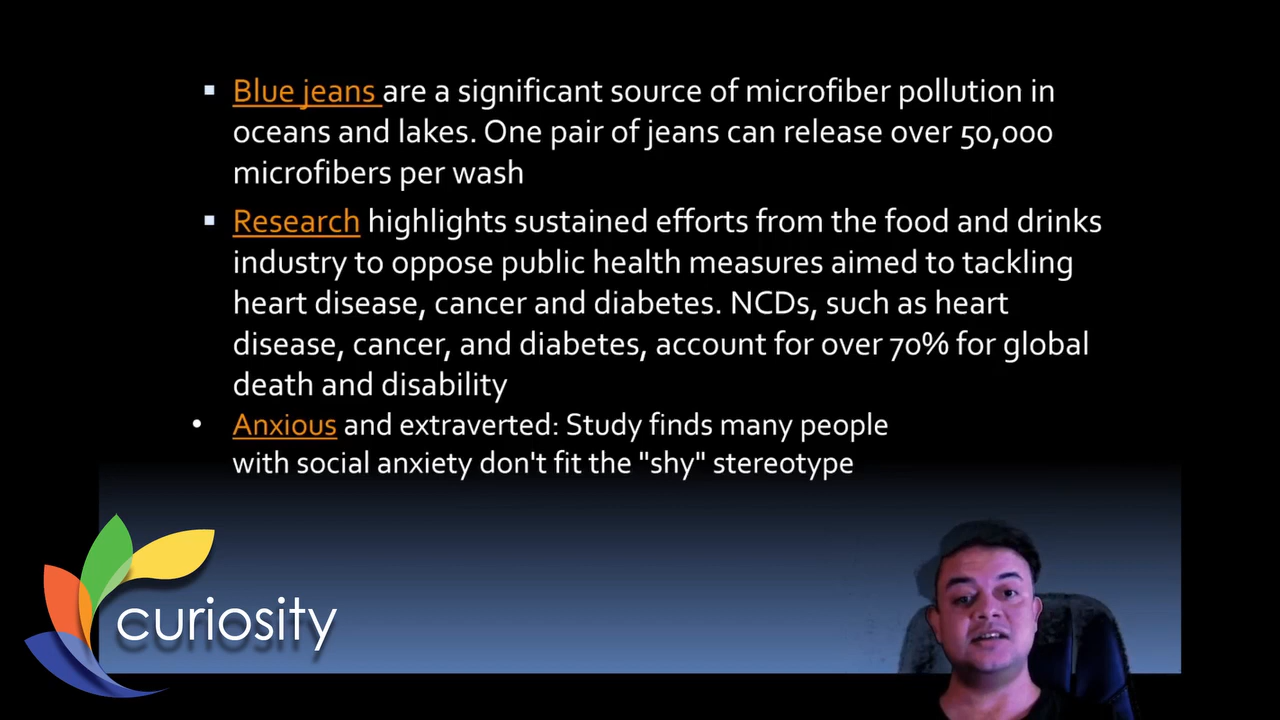 Blue jeans are a significant source of microfiber pollution in
oceans and lakes. One pair of jeans can release over 50,000
microfibers per wash
Research highlights sustained efforts from the food and drinks
industry to oppose public health measures aimed to tackling
heart disease, cancer and diabetes. NCDs, such as heart
disease, cancer, and diabetes, account for over 70% for global
death and disability
Anxious and extraverted: Study finds many people
with social anxiety don't fit the "shy" stereotype
curiosity